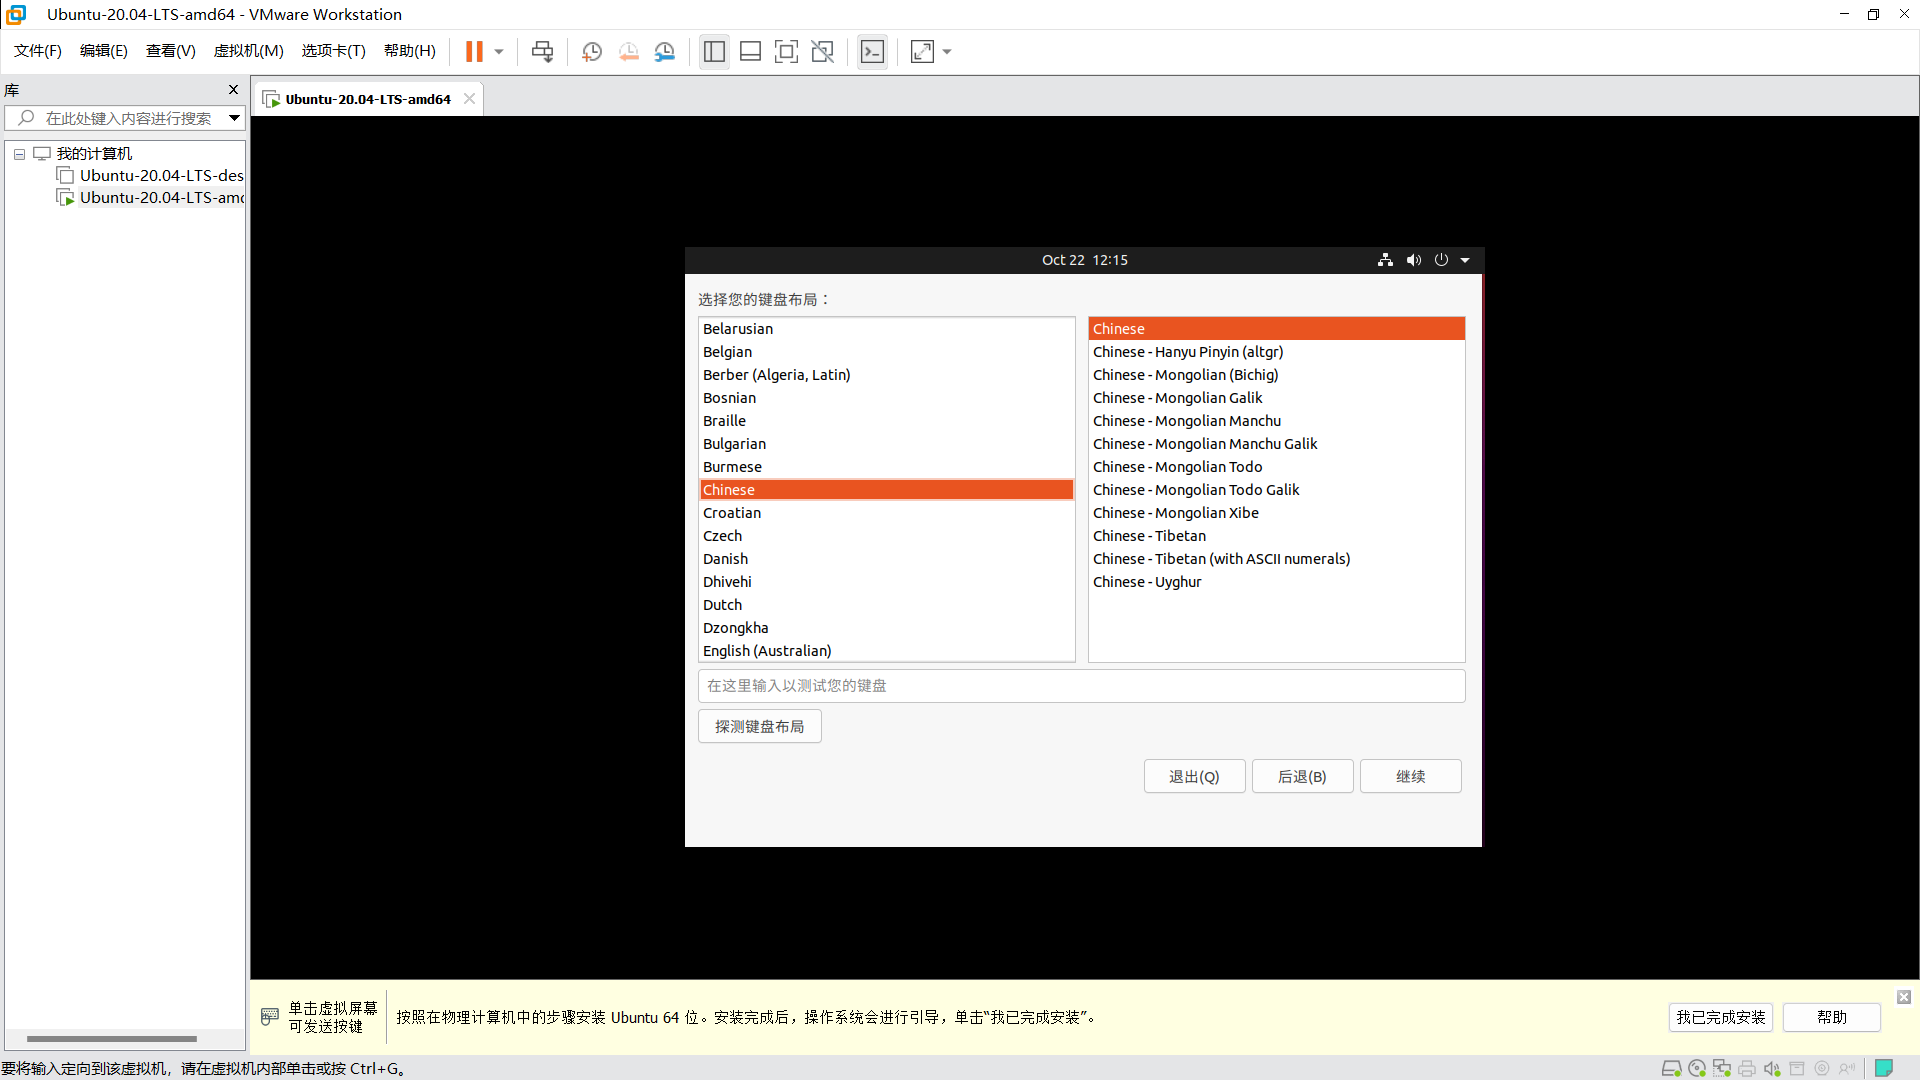 Ubuntu-20.04-LTS-amd64 - VMware Workstation
文件(F) 编辑(E) 查看(V) 虚拟机(M) 选项卡(T) 帮助(H)
库
在此处键入内容进行搜索
我的计算机
Ubuntu-20.04-LTS-des
Ubuntu-20.04-LTS-amd
Ubuntu-20.04-LTS-amd64
Oct 22 12:15
选择您的键盘布局：
Belarusian
Belgian
Berber (Algeria, Latin)
Bosnian
Braille
Bulgarian
Burmese
Chinese
Croatian
Czech
Danish
Dhivehi
Dutch
Dzongkha
English (Australian)
Chinese
Chinese - Hanyu Pinyin (altgr)
Chinese - Mongolian (Bichig)
Chinese - Mongolian Galik
Chinese - Mongolian Manchu
Chinese - Mongolian Manchu Galik
Chinese - Mongolian Todo
Chinese - Mongolian Todo Galik
Chinese - Mongolian Xibe
Chinese - Tibetan
Chinese - Tibetan (with ASCII numerals)
Chinese - Uyghur
在这里输入以测试您的键盘
探测键盘布局
退出(Q) 后退(B) 继续
单击虚拟屏幕
可发送按键
按照在物理计算机中的步骤安装 Ubuntu 64 位。安装完成后，操作系统会进行引导，单击“我已完成安装”。
我已完成安装 帮助
要将输入定向到该虚拟机，请在虚拟机内部单击或按 Ctrl+G。